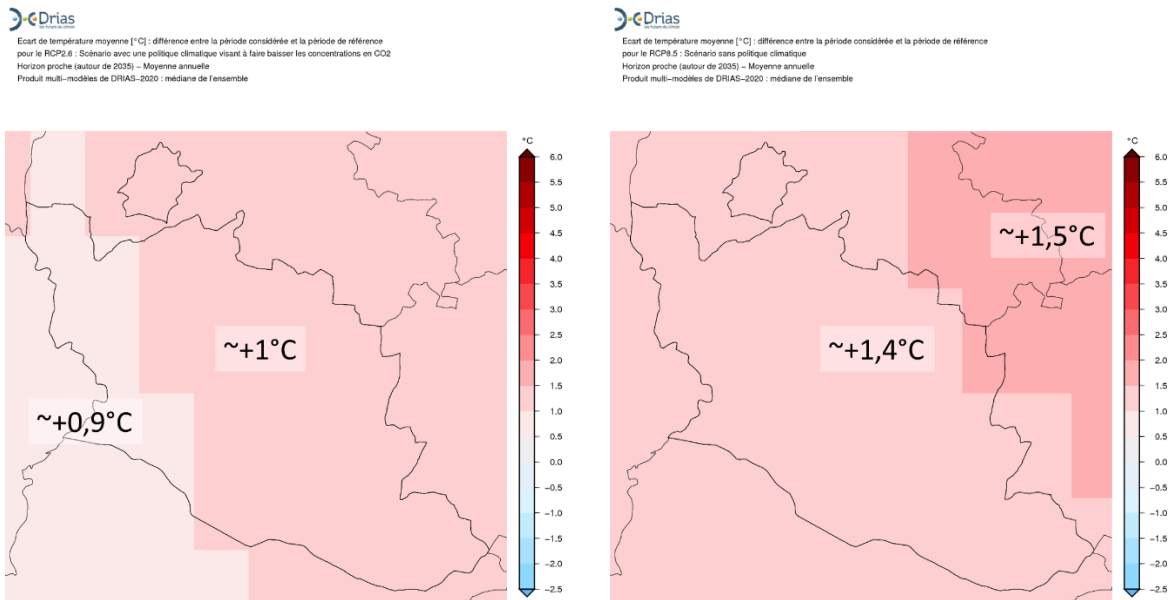 Drias
les futurs du climat
Ecart de température moyenne [°C] : différence entre la période considérée et la période de référence
pour le RCP2.6 : Scénario avec une politique climatique visant à faire baisser les concentrations en CO2
Horizon proche (autour de 2035) – Moyenne annuelle
Produit multi-modèles de DRIAS-2020 : médiane de l'ensemble
°C
6.0
5.5
5.0
4.5
4.0
3.5
3.0
2.5
2.0
1.5
1.0
0.5
0.0
−0.5
−1.0
−1.5
−2.0
−2.5
~+1°C
~+0,9°C
Drias
les futurs du climat
Ecart de température moyenne [°C] : différence entre la période considérée et la période de référence
pour le RCP8.5 : Scénario sans politique climatique
Horizon proche (autour de 2035) – Moyenne annuelle
Produit multi-modèles de DRIAS-2020 : médiane de l'ensemble
°C
6.0
5.5
5.0
4.5
4.0
3.5
3.0
2.5
2.0
1.5
1.0
0.5
0.0
−0.5
−1.0
−1.5
−2.0
−2.5
~+1,5°C
~+1,4°C